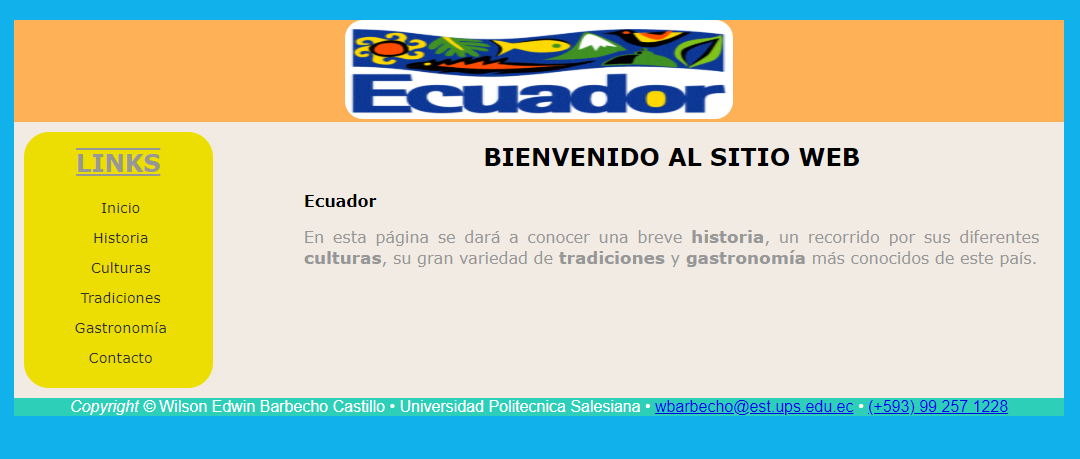 Ecuador
LINKS
Inicio
Historia
Culturas
Tradiciones
Gastronomía
Contacto
BIENVENIDO AL SITIO WEB
Ecuador
En esta página se dará a conocer una breve historia, un recorrido por sus diferentes
culturas, su gran variedad de tradiciones y gastronomía más conocidos de este país.
Copyright © Wilson Edwin Barbecho Castillo • Universidad Politecnica Salesiana • wbarbecho@est.ups.edu.ec • (+593) 99 257 1228